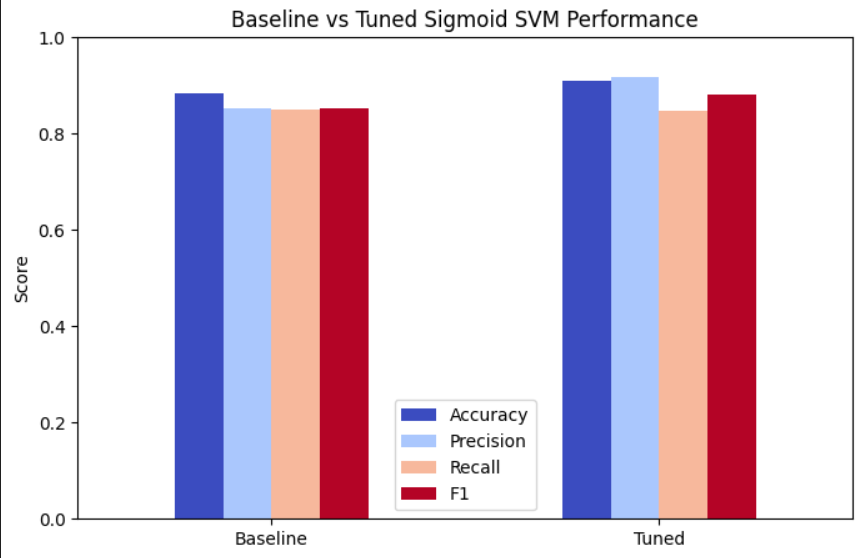 Baseline vs Tuned Sigmoid SVM Performance
1.0
0.8
0.6
0.4
0.2
0.0
Score
Accuracy
Precision
Recall
F1
Baseline
Tuned